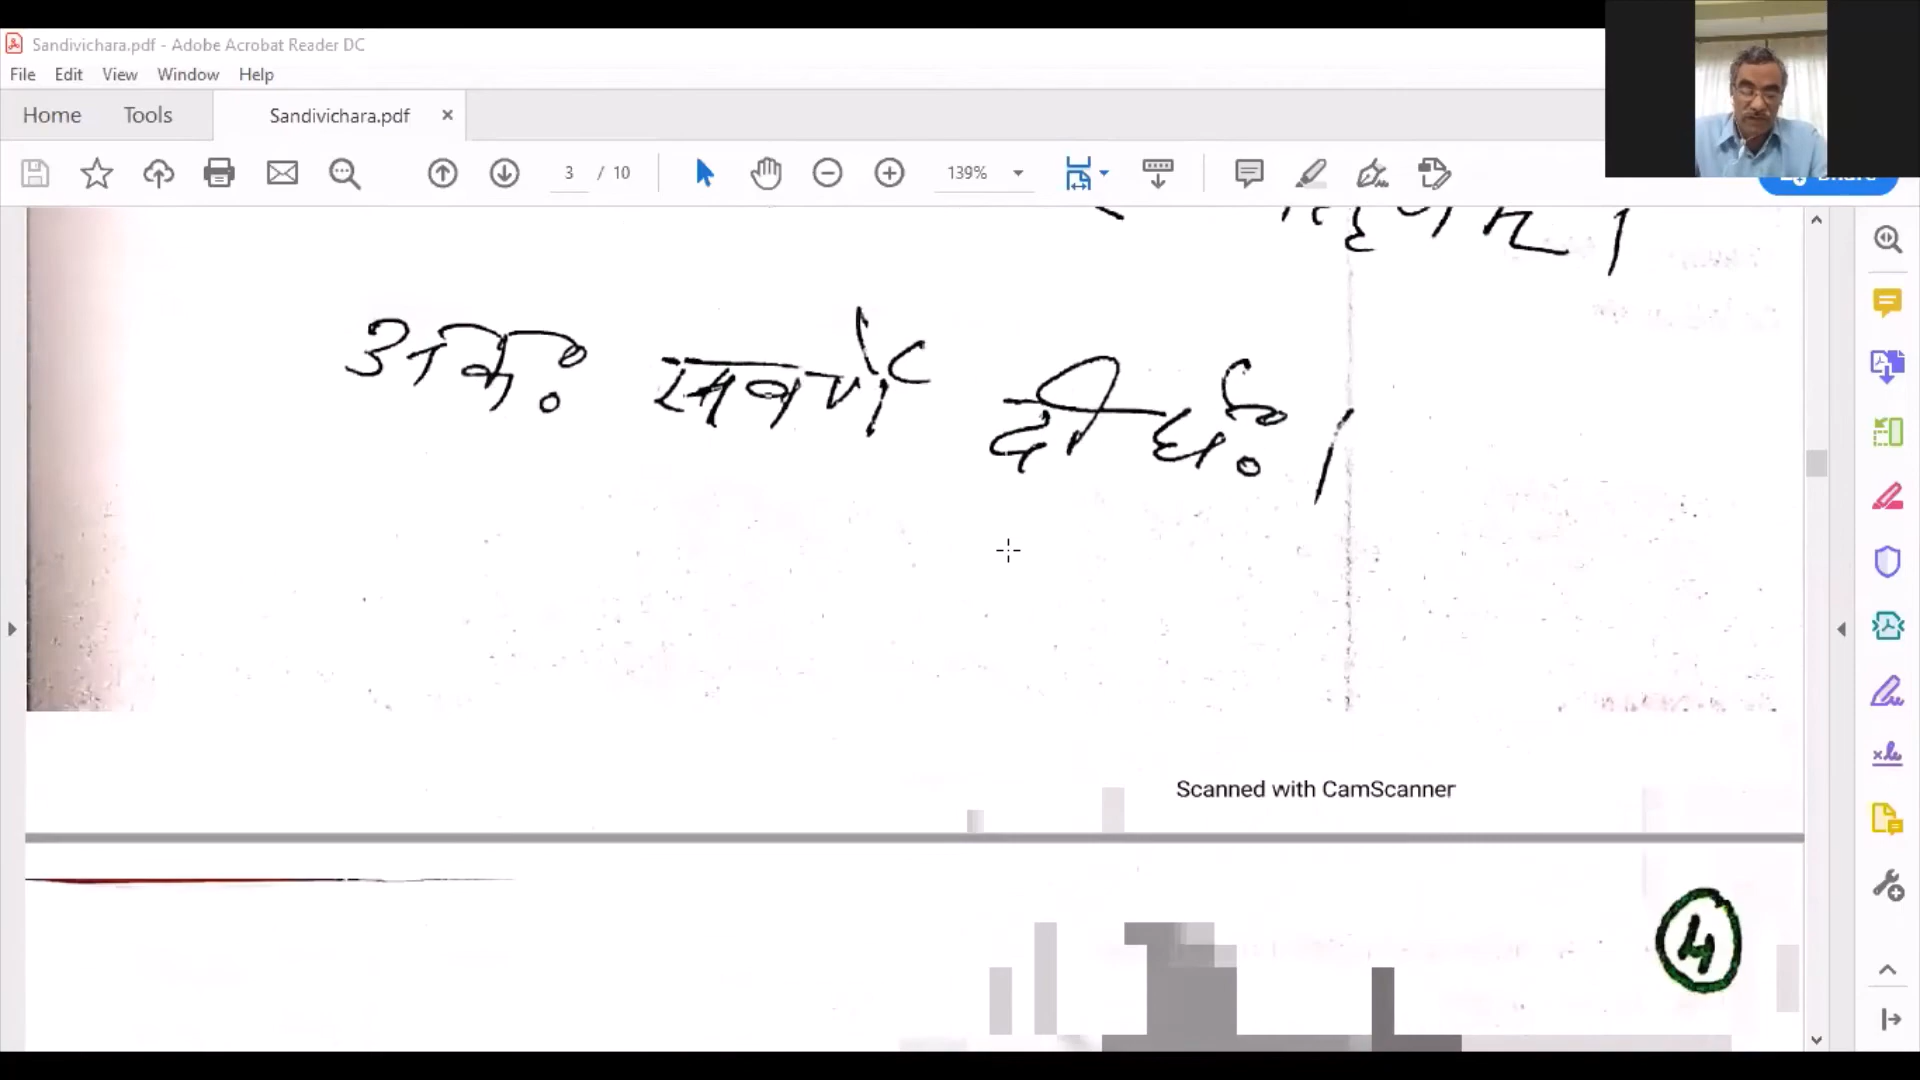 Sandivichara.pdf - Adobe Acrobat Reader DC
File Edit View Window Help
Home Tools Sandivichara.pdf ×
3 / 10 139%
अकः सवर्णे दीर्घः ।
Scanned with CamScanner
4